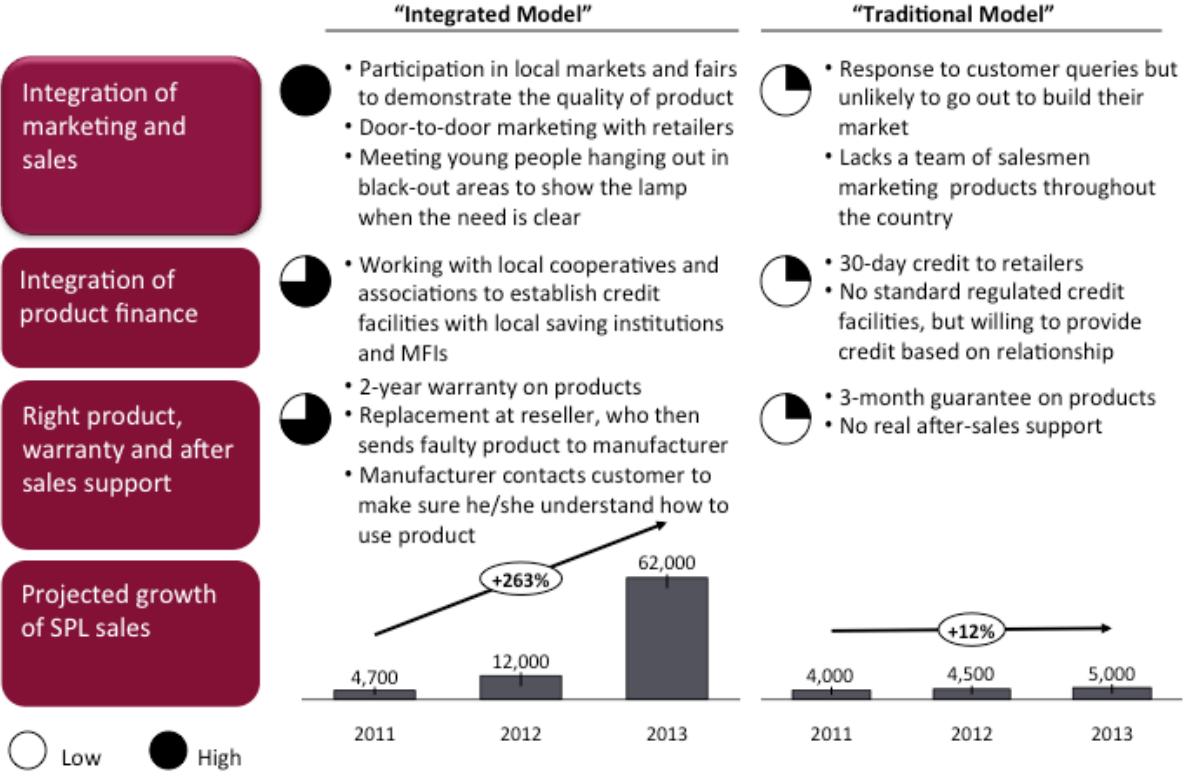 “Integrated Model”
“Traditional Model”
Integration of
marketing and
sales
• Participation in local markets and fairs
to demonstrate the quality of product
• Door-to-door marketing with retailers
• Meeting young people hanging out in
black-out areas to show the lamp
when the need is clear
• Response to customer queries but
unlikely to go out to build their
market
• Lacks a team of salesmen
marketing products throughout
the country
Integration of
product finance
• Working with local cooperatives and
associations to establish credit
facilities with local saving institutions
and MFIs
• 30-day credit to retailers
• No standard regulated credit
facilities, but willing to provide
credit based on relationship
Right product,
warranty and after
sales support
• 2-year warranty on products
• Replacement at reseller, who then
sends faulty product to manufacturer
• Manufacturer contacts customer to
make sure he/she understand how to
use product
• 3-month guarantee on products
• No real after-sales support
Projected growth
of SPL sales
+263%
4,700
12,000
62,000
2011
2012
2013
+12%
4,000
4,500
5,000
2011
2012
2013
Low
High